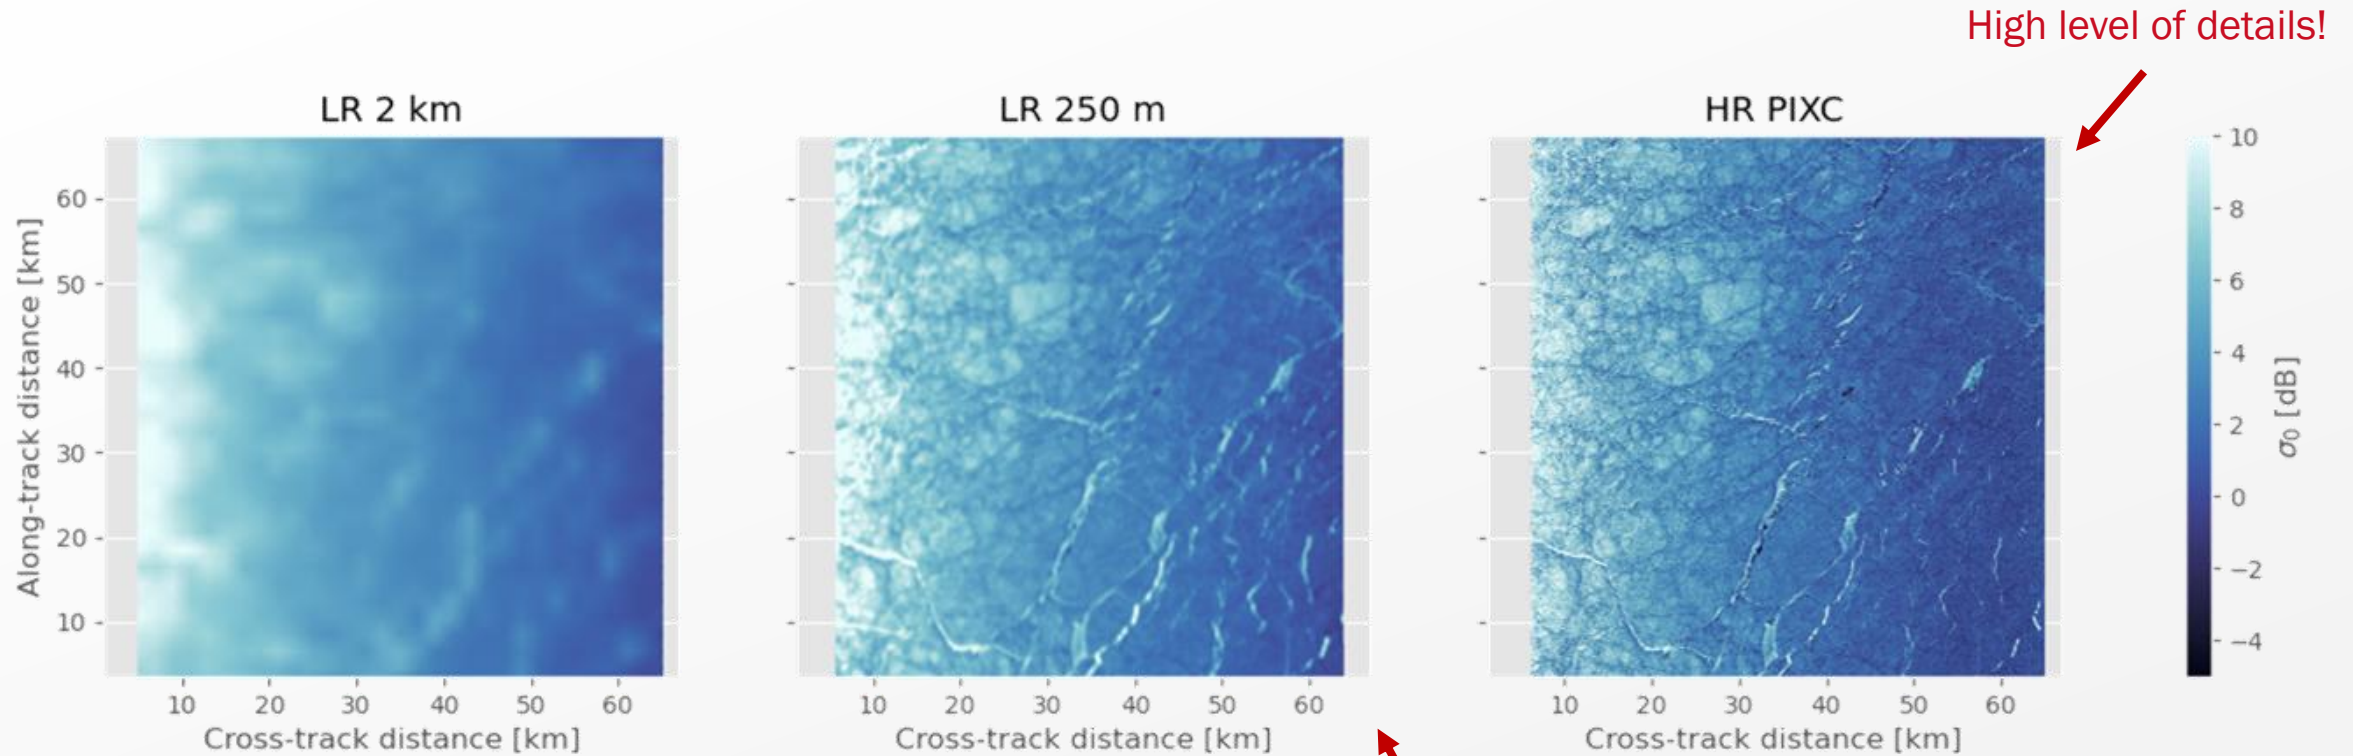 High level of details!
LR 2 km
LR 250 m
HR PIXC
Along-track distance [km]
60
50
40
30
20
10
10 20 30 40 50 60
Cross-track distance [km]
10 20 30 40 50 60
Cross-track distance [km]
10 20 30 40 50 60
Cross-track distance [km]
10
8
6
4
2
0
−2
−4
σ₀ [dB]